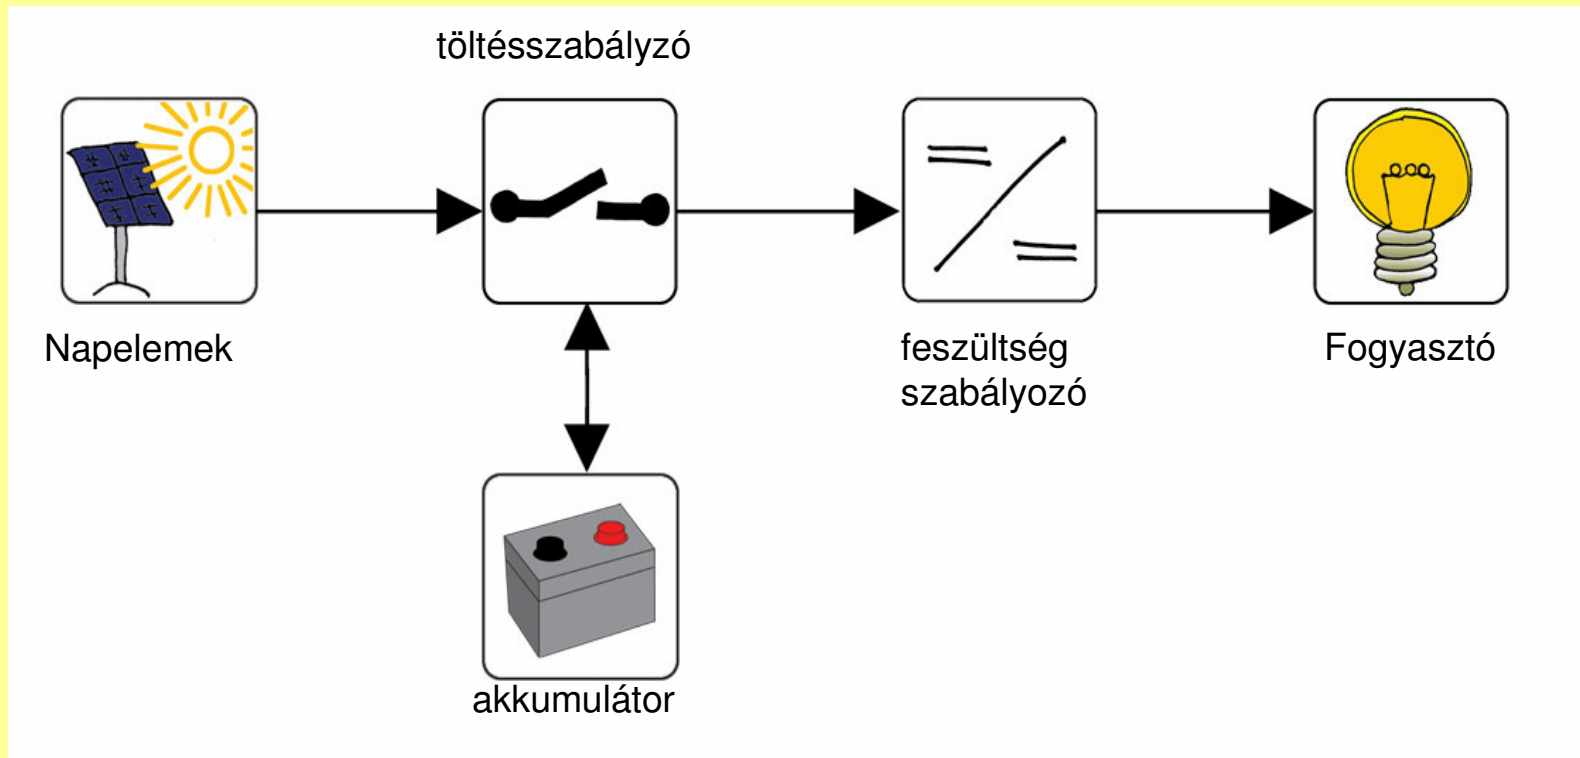 töltésszabályzó
Napelemek
feszültség
szabályozó
Fogyasztó
akkumulátor